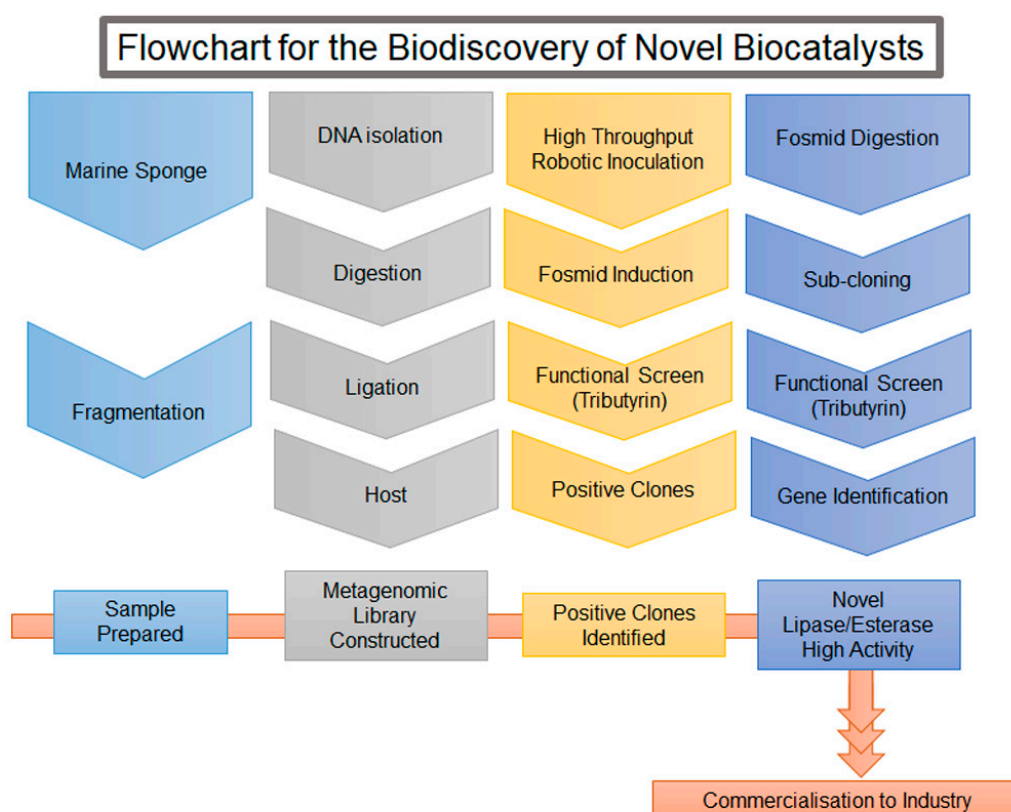 Flowchart for the Biodiscovery of Novel Biocatalysts
Marine Sponge
Fragmentation
DNA isolation
Digestion
Ligation
Host
High Throughput
Robotic Inoculation
Fosmid Induction
Functional Screen
(Tributyrin)
Positive Clones
Fosmid Digestion
Sub-cloning
Functional Screen
(Tributyrin)
Gene Identification
Sample
Prepared
Metagenomic
Library
Constructed
Positive Clones
Identified
Novel
Lipase/Esterase
High Activity
Commercialisation to Industry